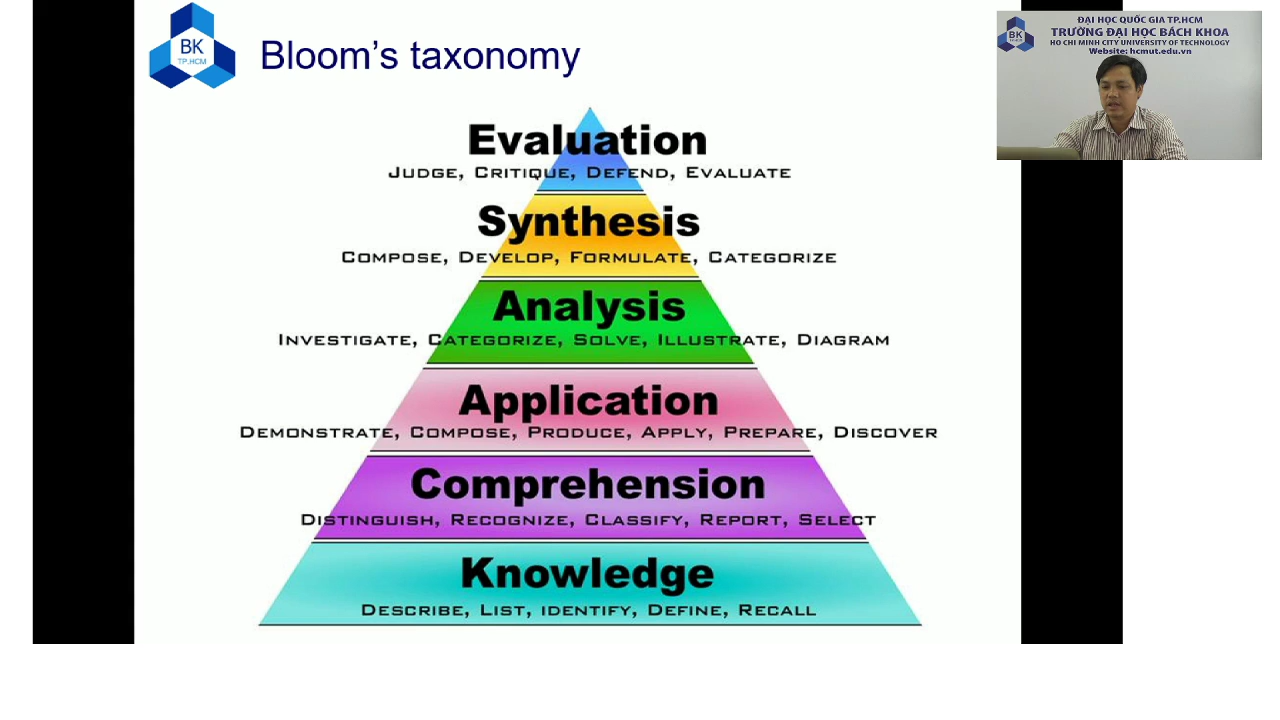 BK
TP.HCM
Bloom's taxonomy
Evaluation
Judge, Critique, Defend, Evaluate
Synthesis
Compose, Develop, Formulate, Categorize
Analysis
Investigate, Categorize, Solve, Illustrate, Diagram
Application
Demonstrate, Compose, Produce, Apply, Prepare, Discover
Comprehension
Distinguish, Recognize, Classify, Report, Select
Knowledge
Describe, List, identify, Define, Recall
BK
ĐẠI HỌC QUỐC GIA TP.HCM
TRƯỜNG ĐẠI HỌC BÁCH KHOA
HO CHI MINH CITY UNIVERSITY OF TECHNOLOGY
Website: hcmut.edu.vn